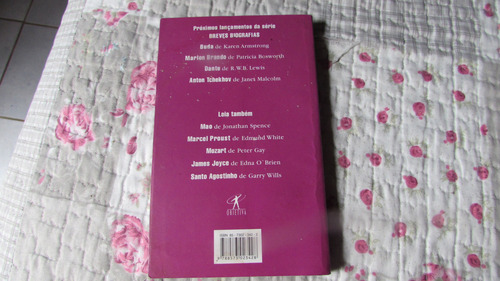 Próximos lançamentos da série
BREVES BIOGRAFIAS
Buda de Karen Armstrong
Marlon Brando de Patricia Bosworth
Dante de R.W.B. Lewis
Anton Tchekhov de Janet Malcolm
Leia também
Mao de Jonathan Spence
Marcel Proust de Edmund White
Mozart de Peter Gay
James Joyce de Edna O'Brien
Santo Agostinho de Garry Wills
OBJETIVA